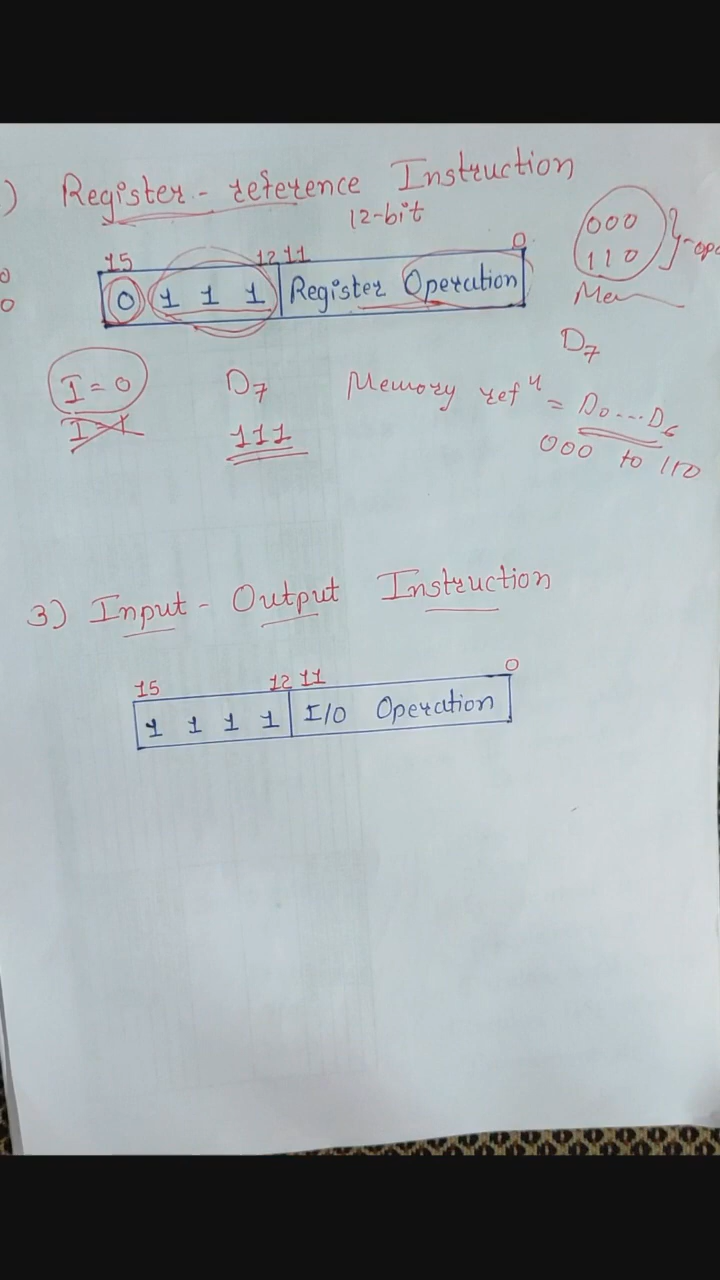 ) Register - reference Instruction
12-bit
15 12 11 0
0 1 1 1 Register Operation
000
110
0
0
D7
I = 0 D7 Memory ref = D0...D6
111 000 to 110
3) Input - Output Instruction
15 12 11 0
1 1 1 1 I/O Operation